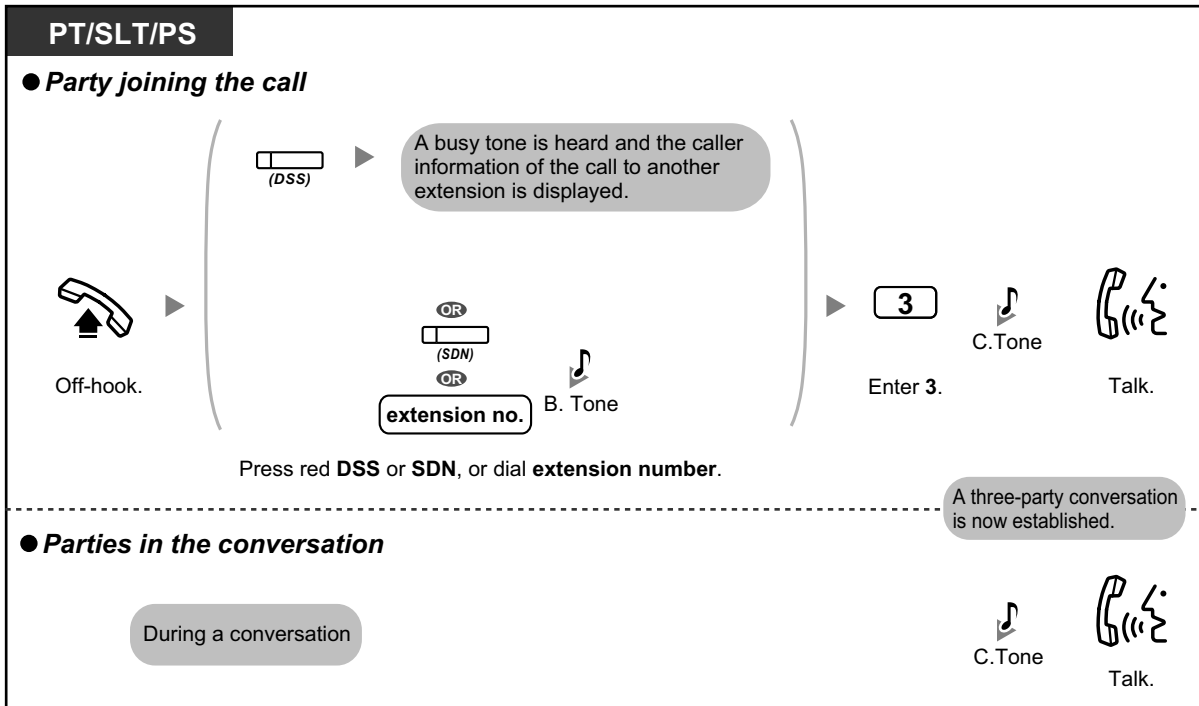 PT/SLT/PS
● Party joining the call
(DSS)
A busy tone is heard and the caller
information of the call to another
extension is displayed.
OR
(SDN)
OR
extension no.
B. Tone
Off-hook.
3
C.Tone
Enter 3.
Talk.
Press red DSS or SDN, or dial extension number.
A three-party conversation
is now established.
● Parties in the conversation
During a conversation
C.Tone
Talk.